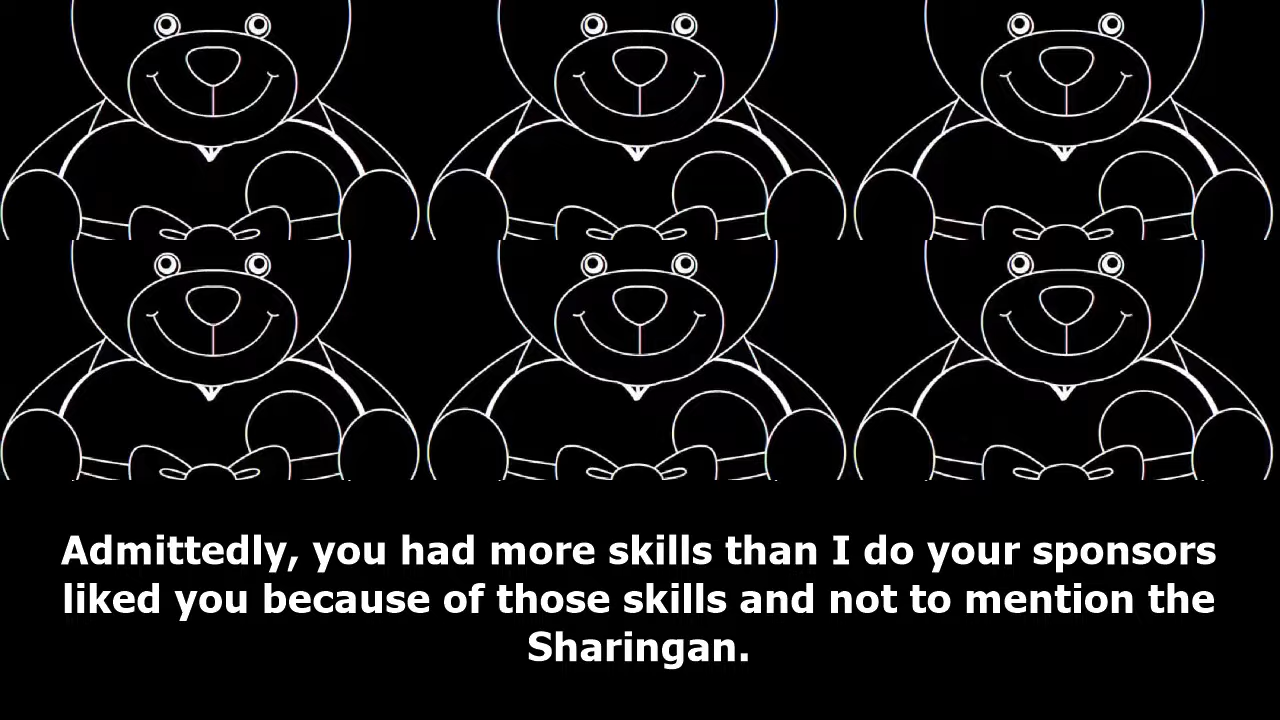 Admittedly, you had more skills than I do your sponsors
liked you because of those skills and not to mention the
Sharingan.